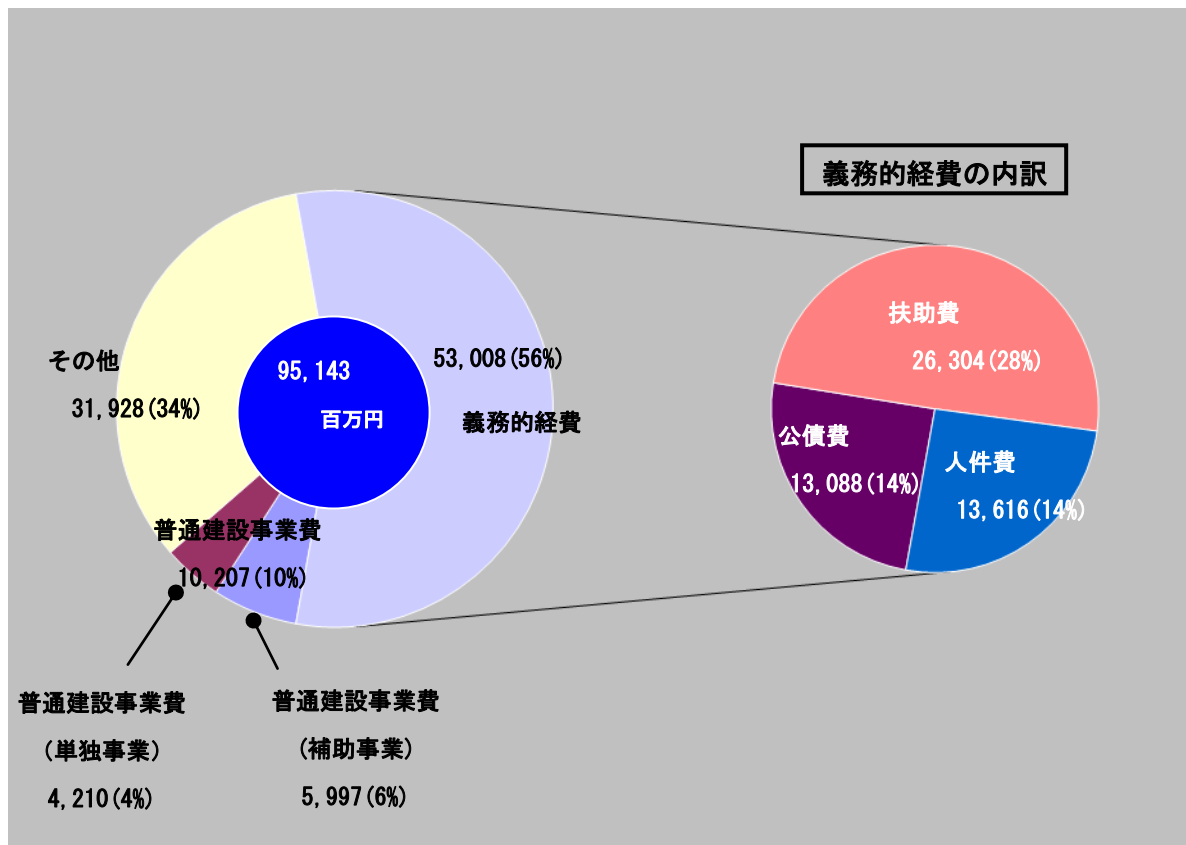 義務的経費の内訳
その他
31,928(34%)
95,143
百万円
53,008(56%)
義務的経費
普通建設事業費
10,207(10%)
普通建設事業費
(単独事業)
4,210(4%)
普通建設事業費
(補助事業)
5,997(6%)
扶助費
26,304(28%)
公債費
13,088(14%)
人件費
13,616(14%)